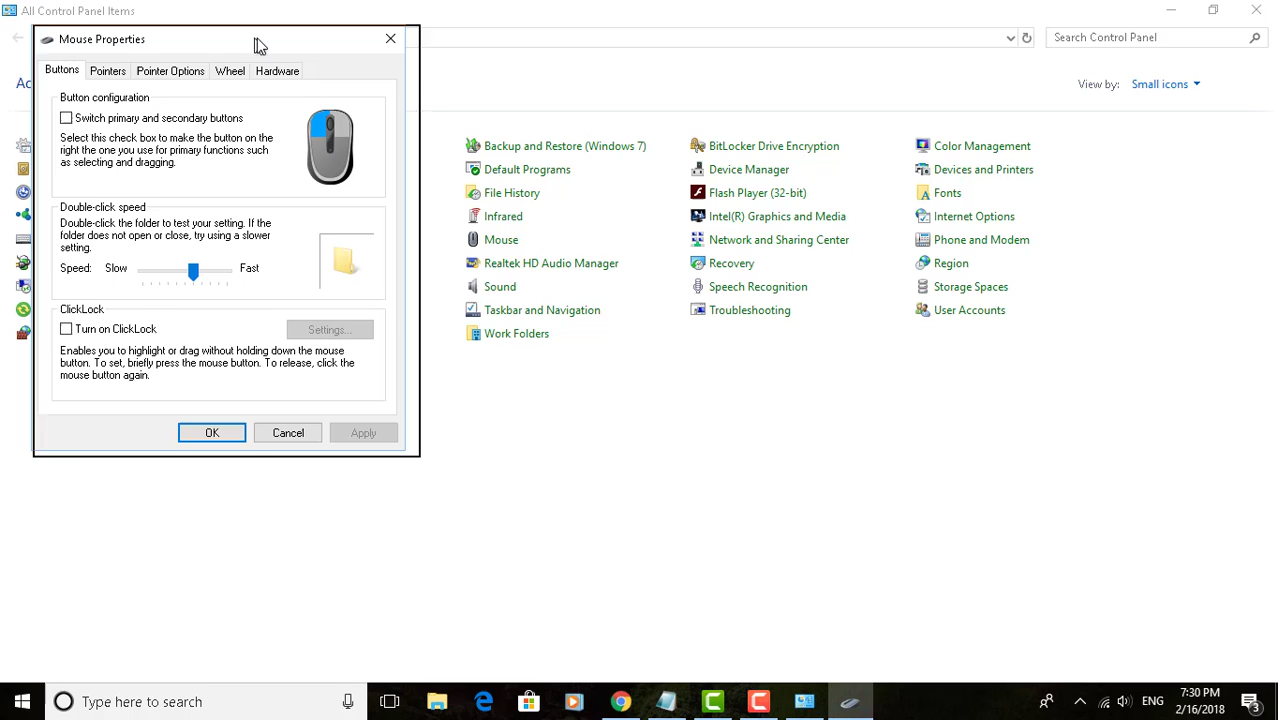 All Control Panel Items
Mouse Properties
Search Control Panel
Buttons
Pointers
Pointer Options
Wheel
Hardware
View by:
Small icons
Button configuration
Switch primary and secondary buttons
Select this check box to make the button on the
right the one you use for primary functions such
as selecting and dragging.
Double-click speed
Double-click the folder to test your setting. If the
folder does not open or close, try using a slower
setting.
Speed:
Slow
Fast
ClickLock
Turn on ClickLock
Settings...
Enables you to highlight or drag without holding down the mouse
button. To set, briefly press the mouse button. To release, click the
mouse button again.
OK
Cancel
Apply
Backup and Restore (Windows 7)
BitLocker Drive Encryption
Color Management
Default Programs
Device Manager
Devices and Printers
File History
Flash Player (32-bit)
Fonts
Infrared
Intel(R) Graphics and Media
Internet Options
Mouse
Network and Sharing Center
Phone and Modem
Realtek HD Audio Manager
Recovery
Region
Sound
Speech Recognition
Storage Spaces
Taskbar and Navigation
Troubleshooting
User Accounts
Work Folders
Type here to search
ENG
7:30 PM
2/16/2018
3